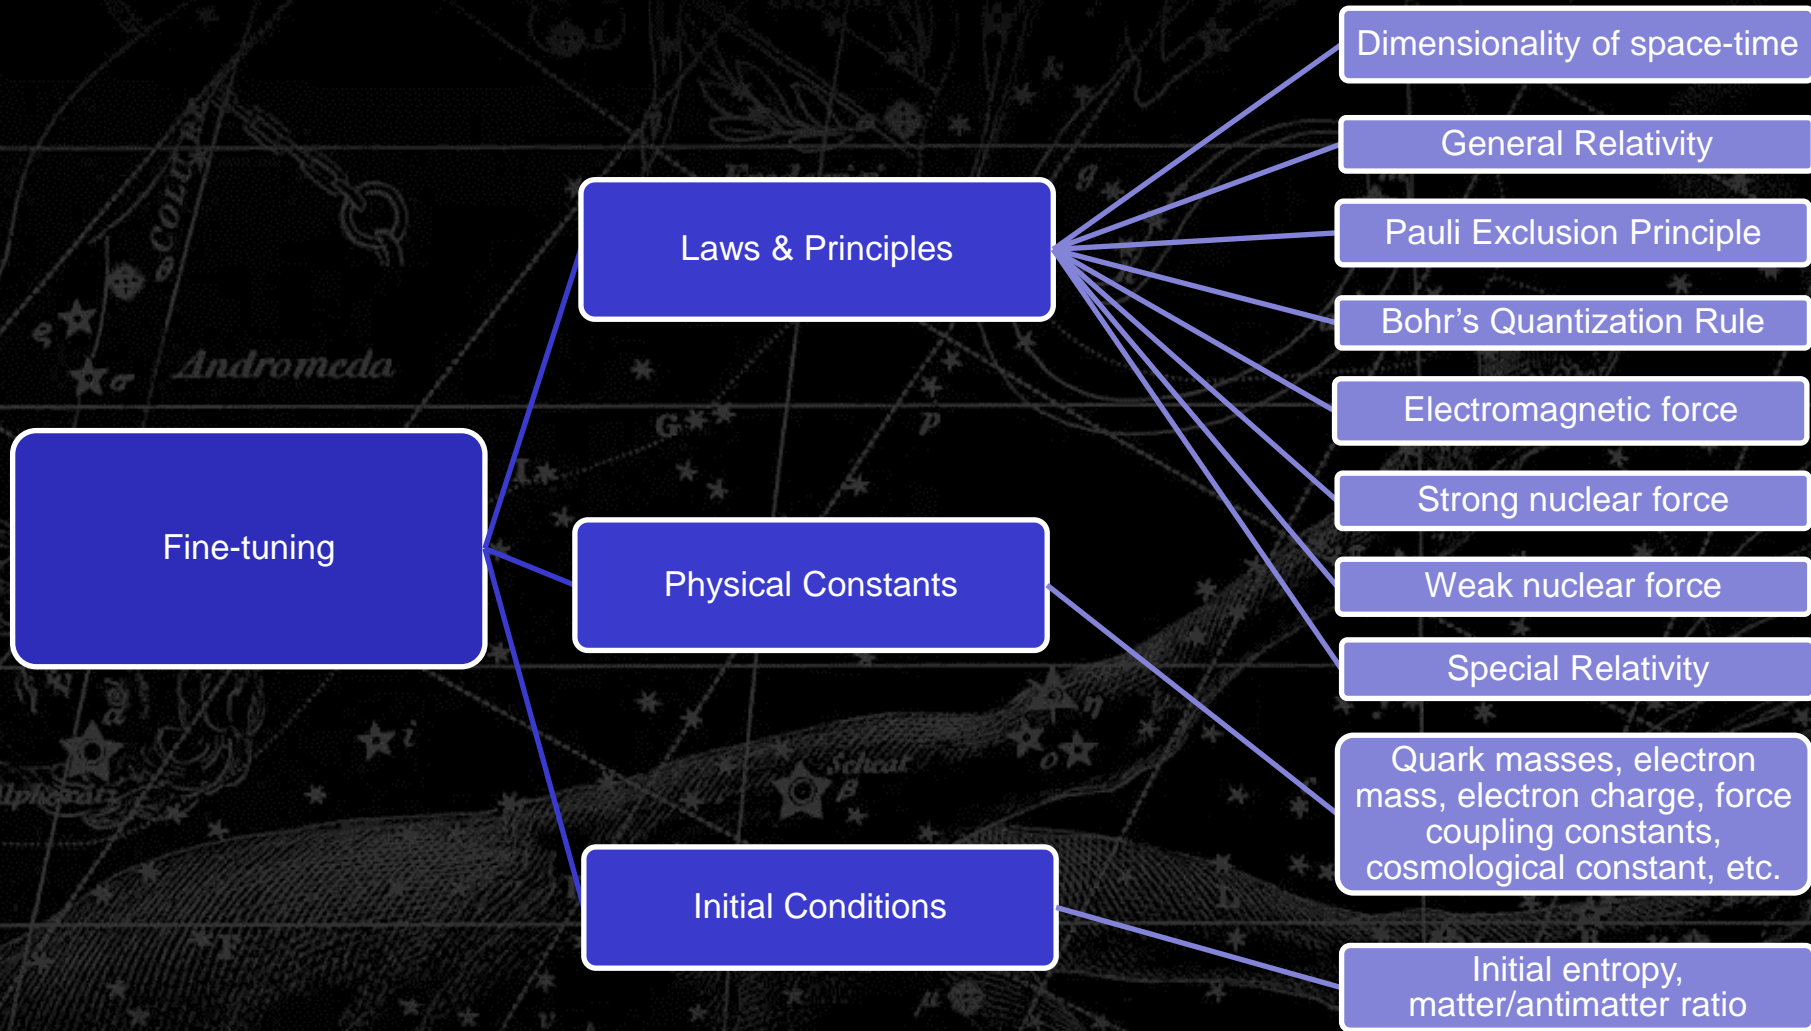 Dimensionality of space-time
General Relativity
Laws & Principles
Pauli Exclusion Principle
Bohr’s Quantization Rule
Andromeda
Electromagnetic force
Strong nuclear force
Fine-tuning
Physical Constants
Weak nuclear force
Special Relativity
Quark masses, electron
mass, electron charge, force
coupling constants,
cosmological constant, etc.
Scheat
Initial Conditions
Initial entropy,
matter/antimatter ratio